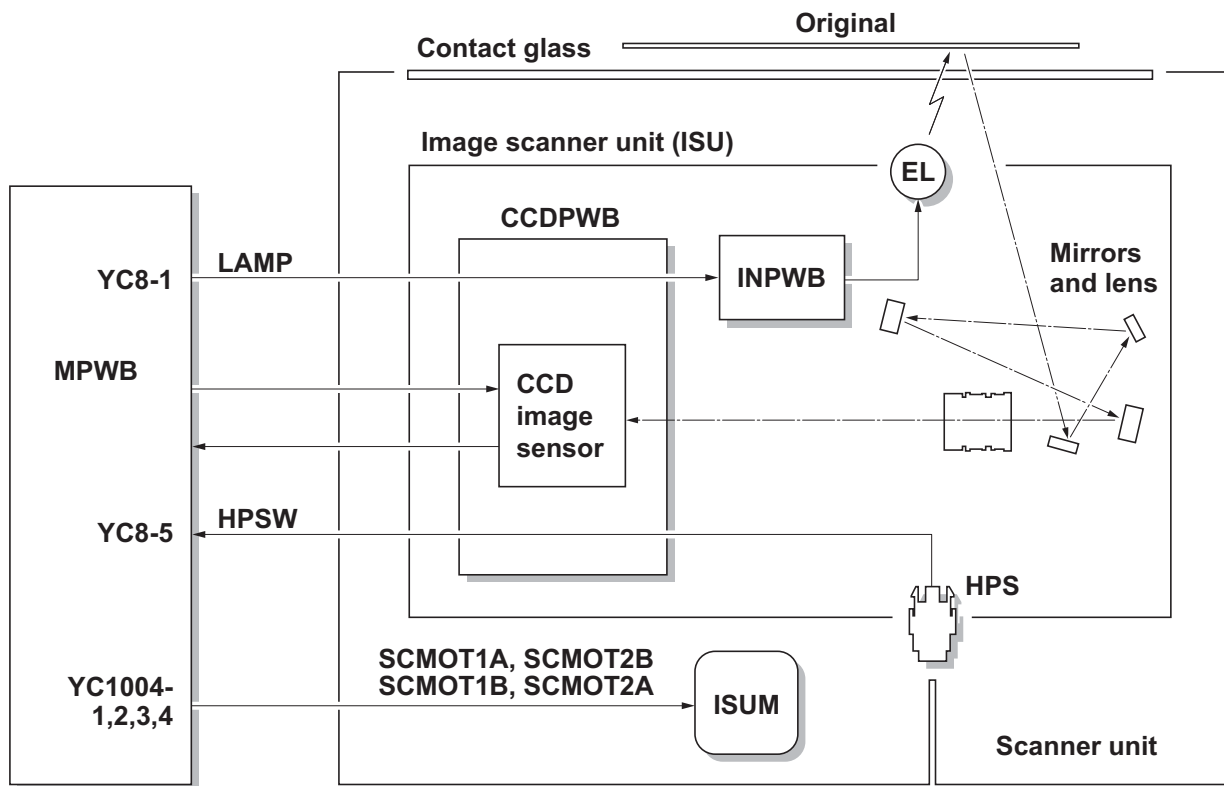 Original
Contact glass
Image scanner unit (ISU)
EL
CCDPWB
YC8-1
LAMP
INPWB
Mirrors
and lens
MPWB
CCD
image
sensor
YC8-5
HPSW
HPS
SCMOT1A, SCMOT2B
SCMOT1B, SCMOT2A
YC1004-
1,2,3,4
ISUM
Scanner unit